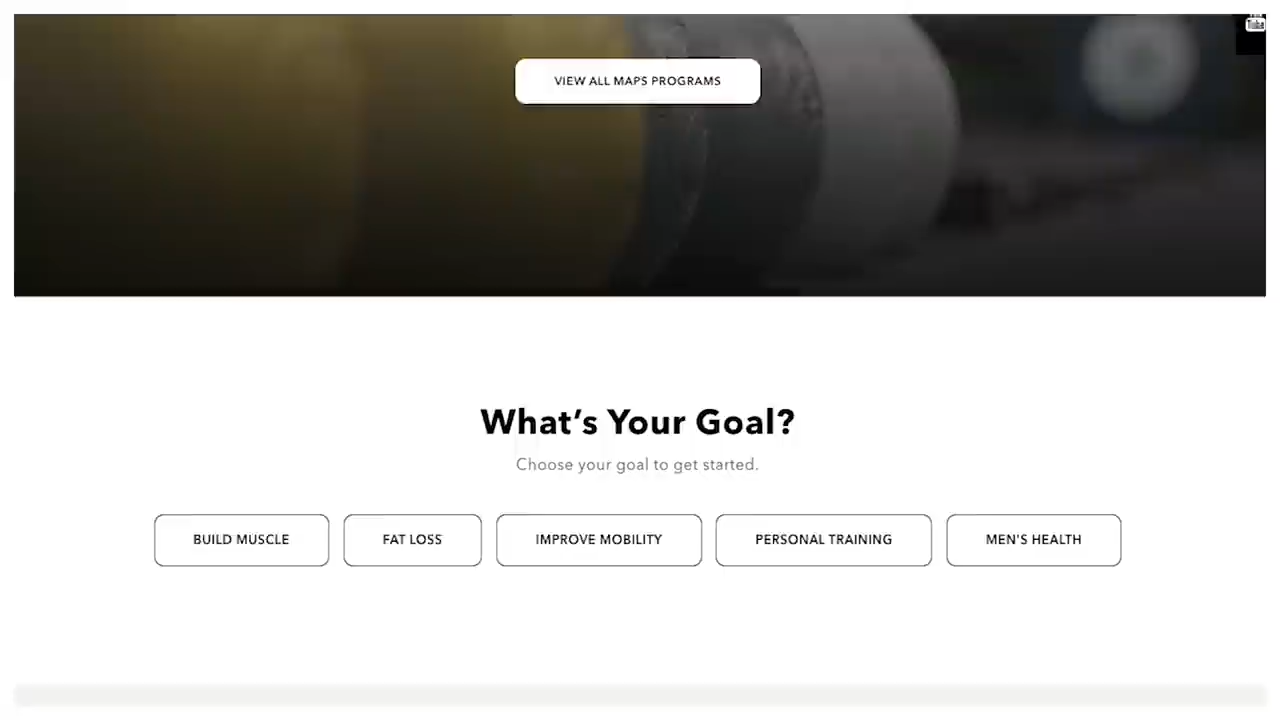 VIEW ALL MAPS PROGRAMS
What's Your Goal?
Choose your goal to get started.
BUILD MUSCLE
FAT LOSS
IMPROVE MOBILITY
PERSONAL TRAINING
MEN'S HEALTH